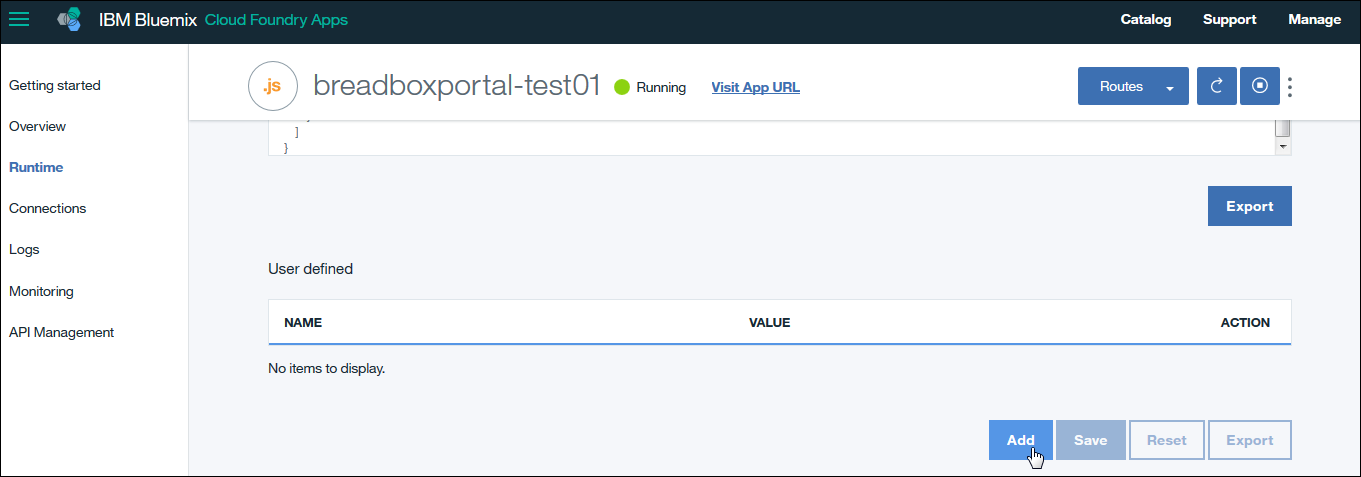 IBM Bluemix Cloud Foundry Apps Catalog Support Manage
Getting started
Overview
Runtime
Connections
Logs
Monitoring
API Management
.js breadboxportal-test01 Running Visit App URL Routes
]
}
Export
User defined
NAME VALUE ACTION
No items to display.
Add Save Reset Export